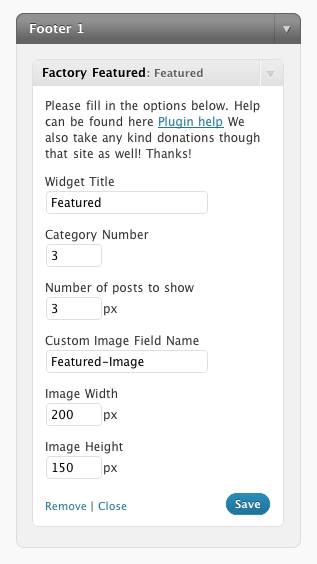 Footer 1
Factory Featured: Featured
Please fill in the options below. Help
can be found here Plugin help We
also take any kind donations though
that site as well! Thanks!
Widget Title
Featured
Category Number
3
Number of posts to show
3 px
Custom Image Field Name
Featured-Image
Image Width
200 px
Image Height
150 px
Remove | Close Save